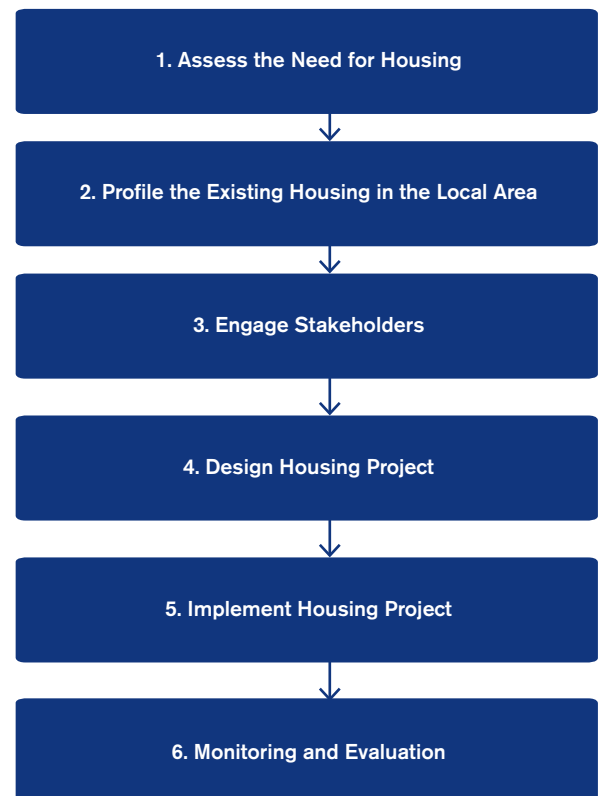 1. Assess the Need for Housing
2. Profile the Existing Housing in the Local Area
3. Engage Stakeholders
4. Design Housing Project
5. Implement Housing Project
6. Monitoring and Evaluation